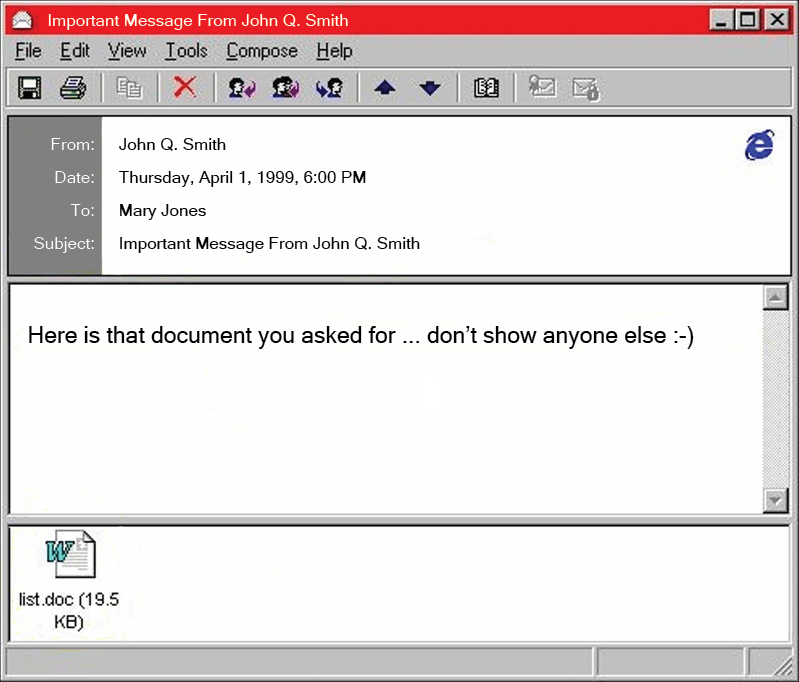 Important Message From John Q. Smith
File Edit View Tools Compose Help
From: John Q. Smith
Date: Thursday, April 1, 1999, 6:00 PM
To: Mary Jones
Subject: Important Message From John Q. Smith
Here is that document you asked for ... don’t show anyone else :-)
W
list.doc (19.5
KB)